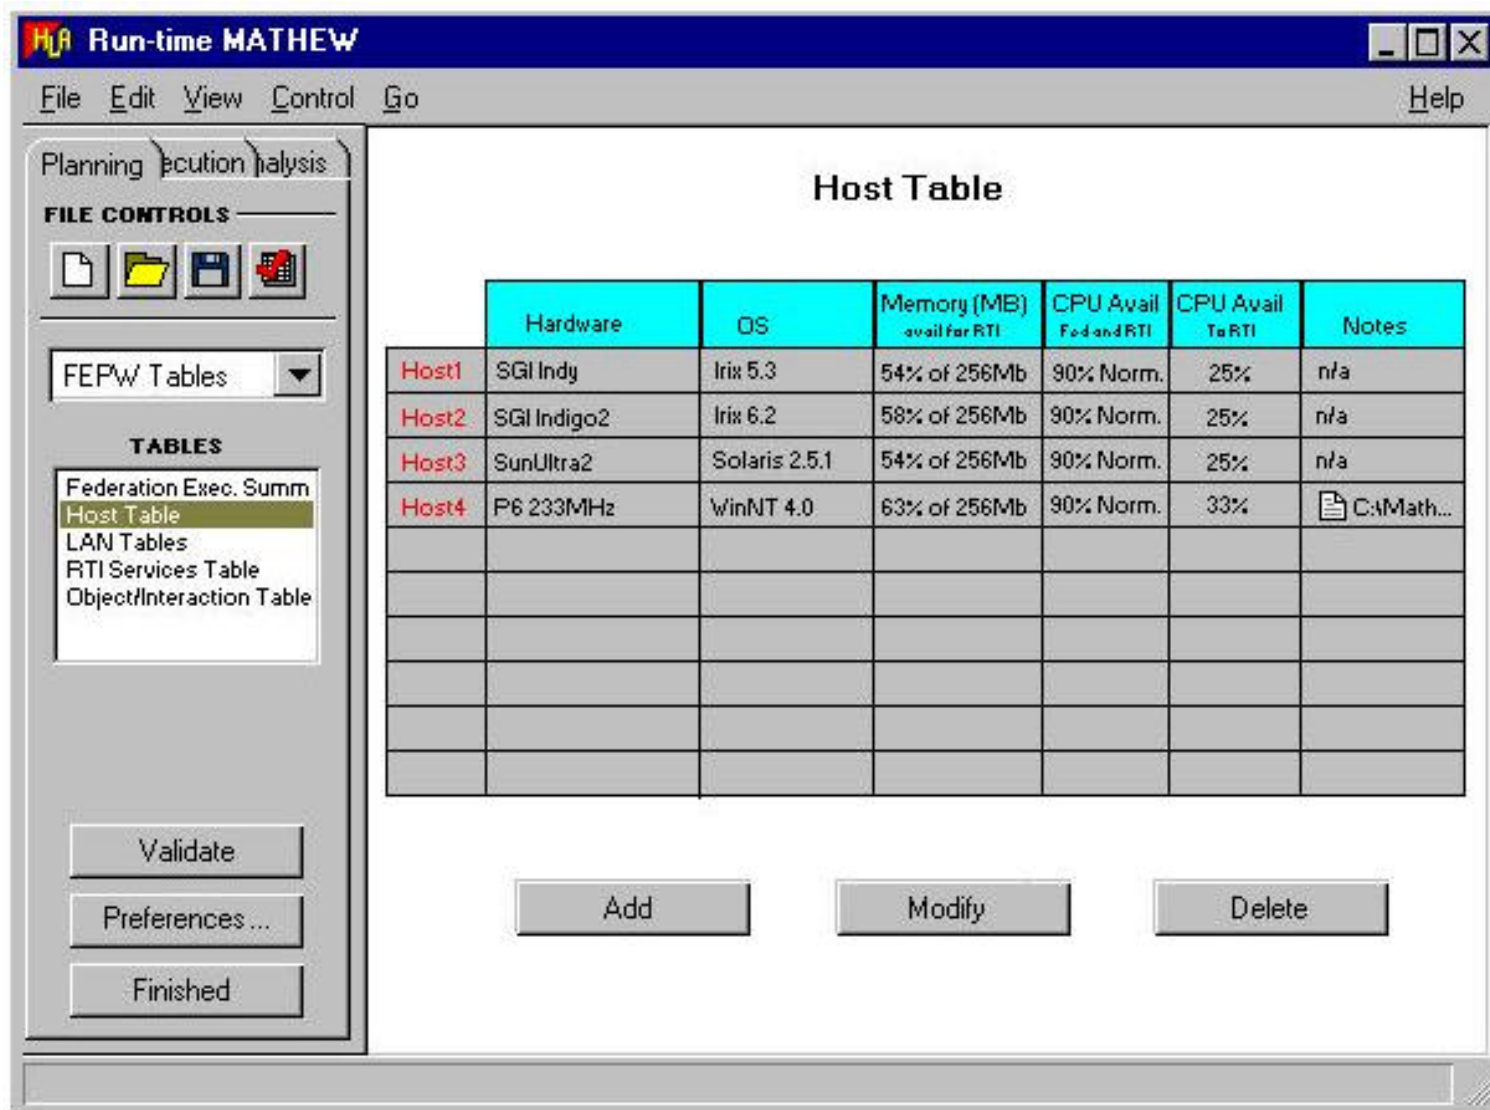 HLA Run-time MATHEW
File Edit View Control Go Help
Planning ecution nalysis
FILE CONTROLS
FEPW Tables
TABLES
Federation Exec. Summ
Host Table
LAN Tables
RTI Services Table
Object/Interaction Table
Validate
Preferences ...
Finished
Host Table
Hardware OS Memory (MB) avail for RTI CPU Avail Fed and RTI CPU Avail To RTI Notes
Host1 SGI Indy Irix 5.3 54% of 256Mb 90% Norm. 25% n/a
Host2 SGI Indigo2 Irix 6.2 58% of 256Mb 90% Norm. 25% n/a
Host3 SunUltra2 Solaris 2.5.1 54% of 256Mb 90% Norm. 25% n/a
Host4 P6 233MHz WinNT 4.0 63% of 256Mb 90% Norm. 33% C:\Math...
Add Modify Delete